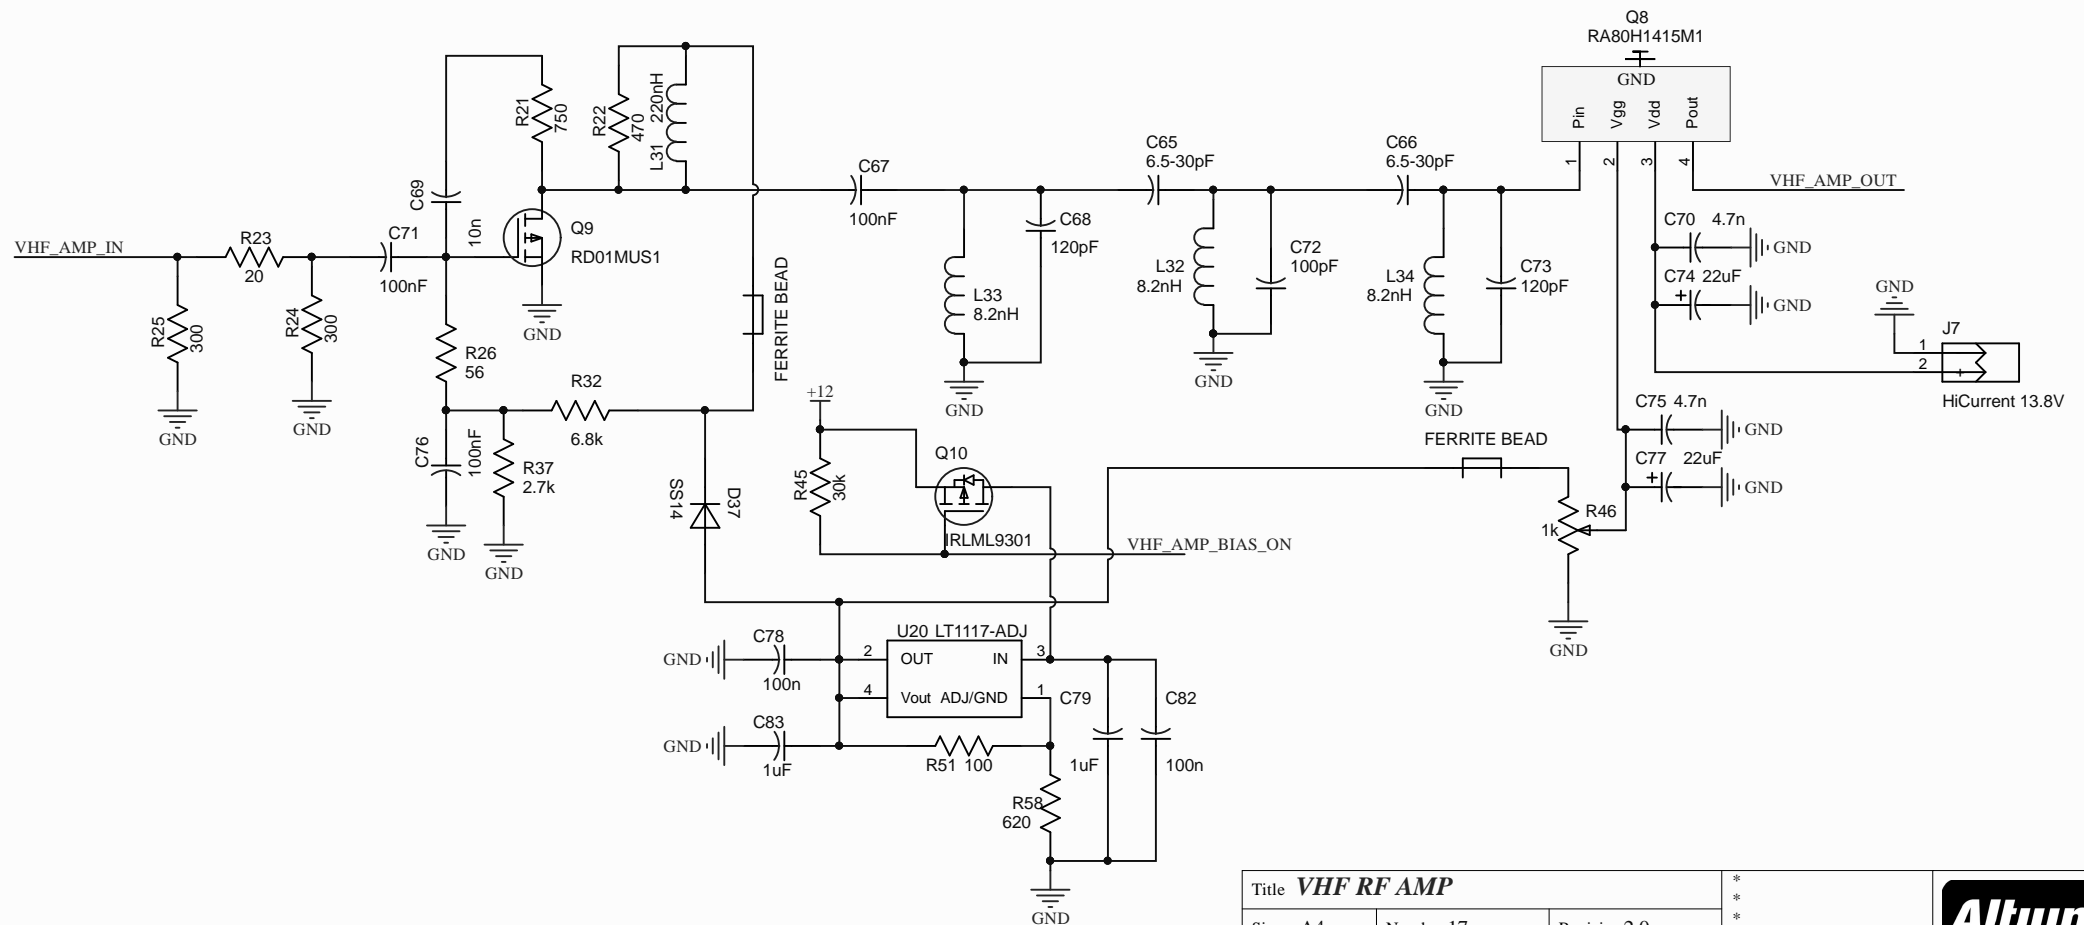 Q8
RA80H1415M1
GND
Pin
Vgg
Vdd
Pout
1
2
3
4
VHF_AMP_OUT
R21
750
R22
470
L31
220nH
C69
10n
Q9
RD01MUS1
GND
VHF_AMP_IN
R23
20
C71
100nF
R25
300
GND
R24
300
GND
R26
56
R32
6.8k
C76
100nF
GND
R37
2.7k
GND
FERRITE BEAD
C67
100nF
L33
8.2nH
C68
120pF
GND
C65
6.5-30pF
L32
8.2nH
C72
100pF
GND
C66
6.5-30pF
L34
8.2nH
C73
120pF
GND
C70 4.7n
GND
C74 22uF
+
GND
GND
J7
1
2
+
HiCurrent 13.8V
C75 4.7n
GND
C77 22uF
+
GND
FERRITE BEAD
R46
1k
GND
+12
R45
30k
Q10
IRLML9301
VHF_AMP_BIAS_ON
SS14
D37
U20 LT1117-ADJ
2
OUT
IN
3
4
Vout
ADJ/GND
1
GND
C78
100n
GND
C83
1uF
R51 100
R58
620
C79
1uF
C82
100n
GND
Title VHF RF AMP
*
*
*